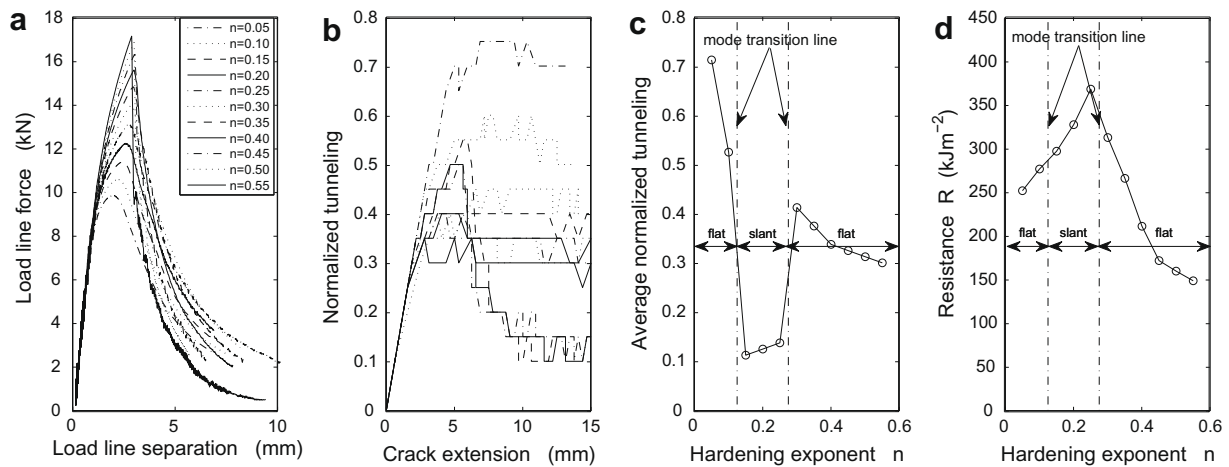 a
Load line force (kN)
18
16
14
12
10
8
6
4
2
0
0
5
10
Load line separation (mm)
n=0.05
n=0.10
n=0.15
n=0.20
n=0.25
n=0.30
n=0.35
n=0.40
n=0.45
n=0.50
n=0.55
b
Normalized tunneling
0.8
0.7
0.6
0.5
0.4
0.3
0.2
0.1
0
0
5
10
15
Crack extension (mm)
c
Average normalized tunneling
0.8
0.7
0.6
0.5
0.4
0.3
0.2
0.1
0
mode transition line
flat
slant
flat
0
0.2
0.4
0.6
Hardening exponent n
d
Resistance R (kJm−2)
450
400
350
300
250
200
150
100
50
0
mode transition line
flat
slant
flat
0
0.2
0.4
0.6
Hardening exponent n